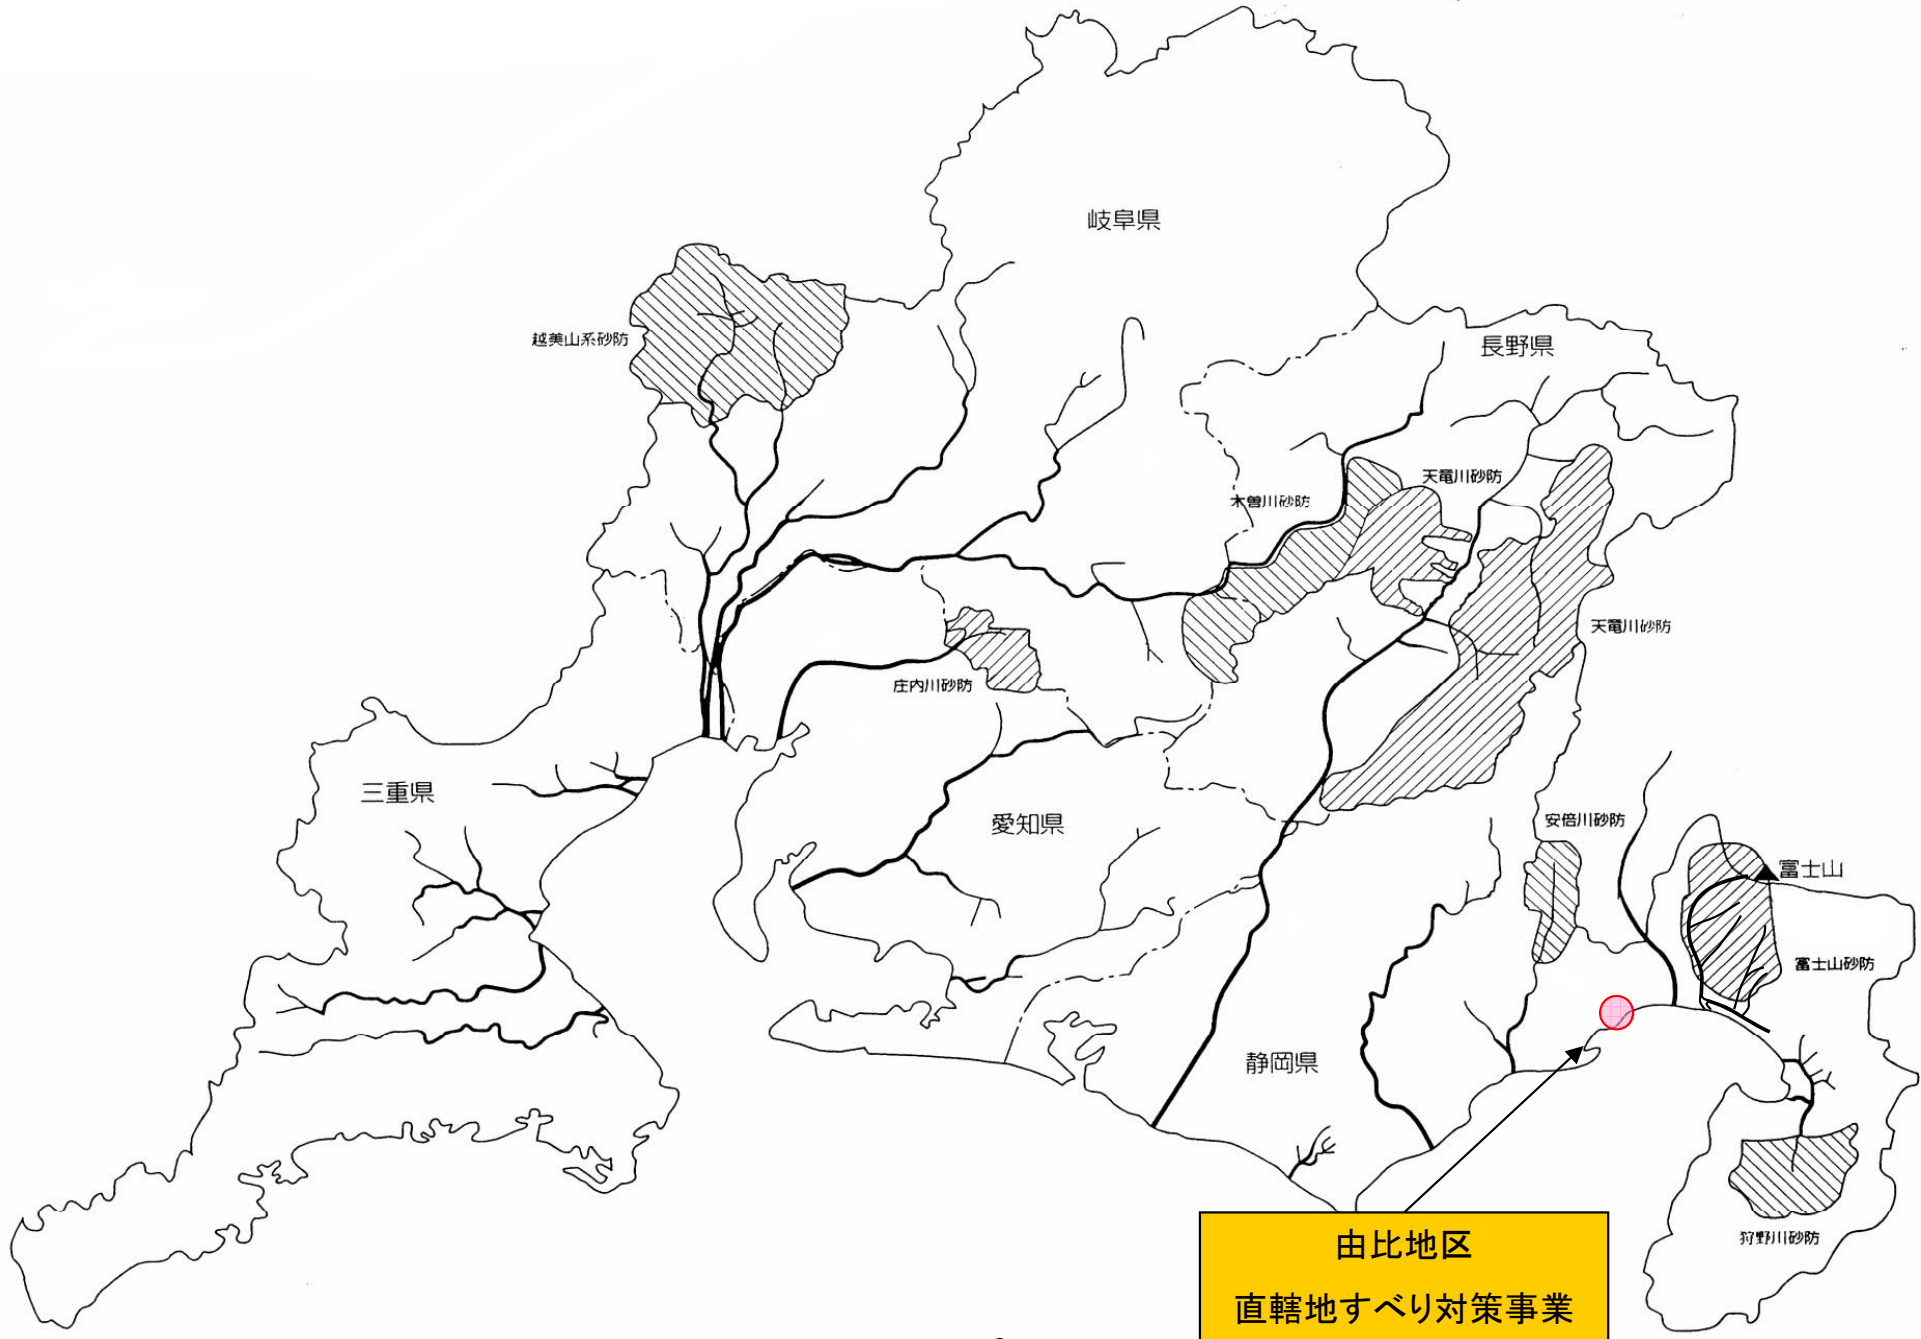 岐阜県
越美山系砂防
長野県
天竜川砂防
木曽川砂防
天竜川砂防
庄内川砂防
三重県
愛知県
安倍川砂防
富士山
富士山砂防
静岡県
狩野川砂防
由比地区
直轄地すべり対策事業